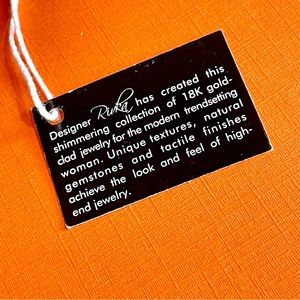 Designer Rivka has created this
shimmering collection of 18K gold-
clad jewelry for the modern trendsetting
woman. Unique textures, natural
gemstones and tactile finishes
achieve the look and feel of high-
end jewelry.